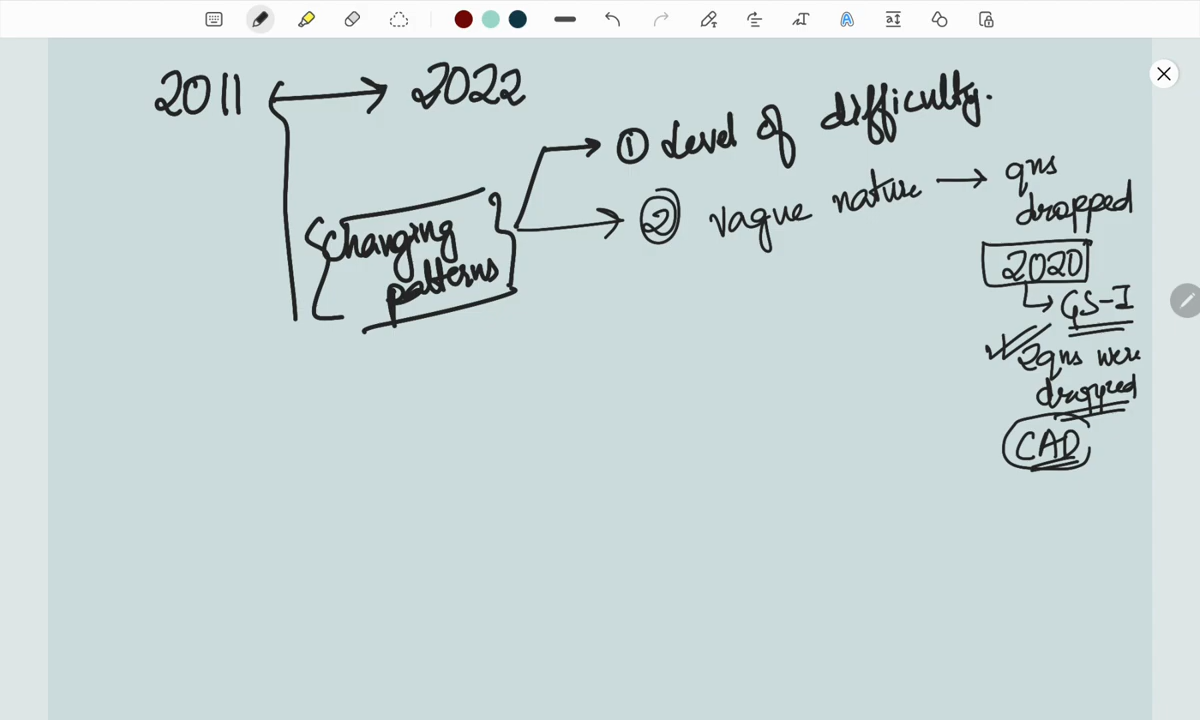 2011 ⟷ 2022
① Level of difficulty.
② vague nature → qns
dropped
Changing
patterns
2020
GS-I
2qns were
dropped
CAD